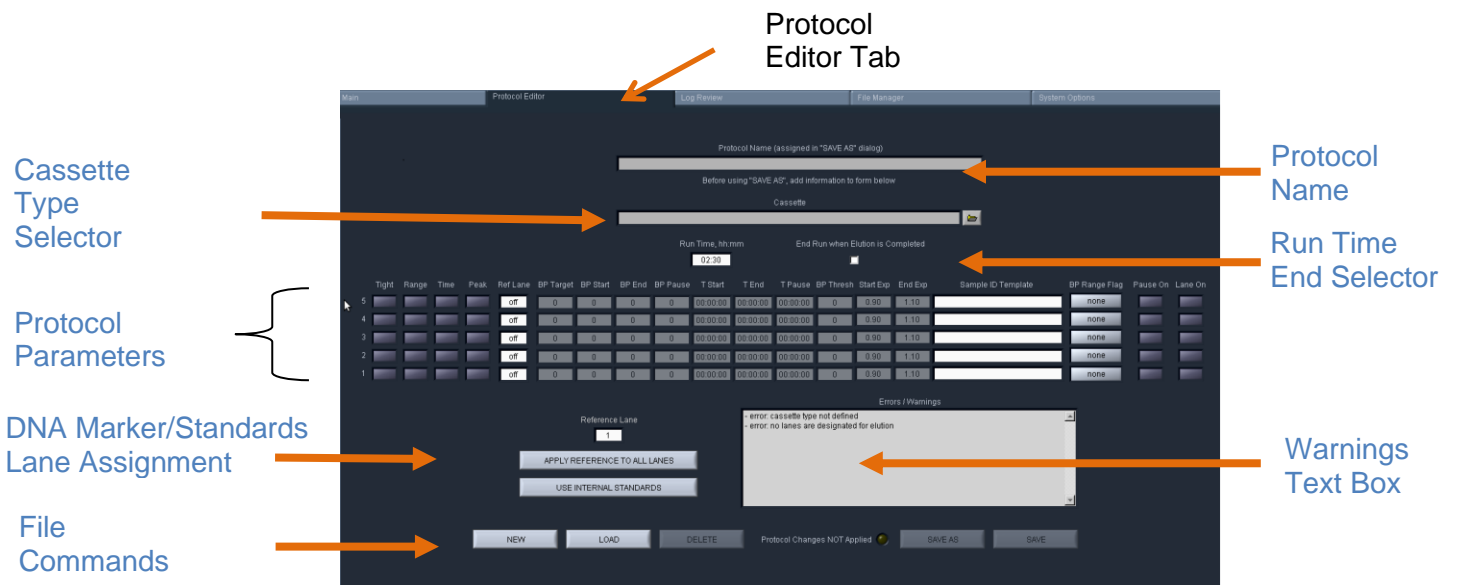 Protocol
Editor Tab
Main Protocol Editor Log Review File Manager System Options
Protocol Name (assigned in "SAVE AS" dialog)
Before using "SAVE AS", add information to form below
Cassette
Run Time, hh:mm End Run when Elution is Completed
02:30
Cassette
Type
Selector
Protocol
Name
Run Time
End Selector
Tight Range Time Peak Ref Lane BP Target BP Start BP End BP Pause T Start T End T Pause BP Thresh Start Exp End Exp Sample ID Template BP Range Flag Pause On Lane On
5 off 0 0 0 0 00:00:00 00:00:00 00:00:00 0 0.90 1.10 none
4 off 0 0 0 0 00:00:00 00:00:00 00:00:00 0 0.90 1.10 none
3 off 0 0 0 0 00:00:00 00:00:00 00:00:00 0 0.90 1.10 none
2 off 0 0 0 0 00:00:00 00:00:00 00:00:00 0 0.90 1.10 none
1 off 0 0 0 0 00:00:00 00:00:00 00:00:00 0 0.90 1.10 none
Protocol
Parameters
Reference Lane
1
APPLY REFERENCE TO ALL LANES
USE INTERNAL STANDARDS
Errors / Warnings
- error: cassette type not defined
- error: no lanes are designated for elution
DNA Marker/Standards
Lane Assignment
Warnings
Text Box
File
Commands
NEW LOAD DELETE Protocol Changes NOT Applied SAVE AS SAVE